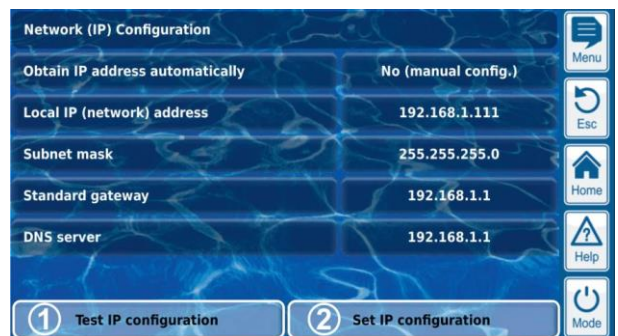 Network (IP) Configuration
Obtain IP address automatically No (manual config.)
Local IP (network) address 192.168.1.111
Subnet mask 255.255.255.0
Standard gateway 192.168.1.1
DNS server 192.168.1.1
1 Test IP configuration 2 Set IP configuration
Menu
Esc
Home
? Help
Mode